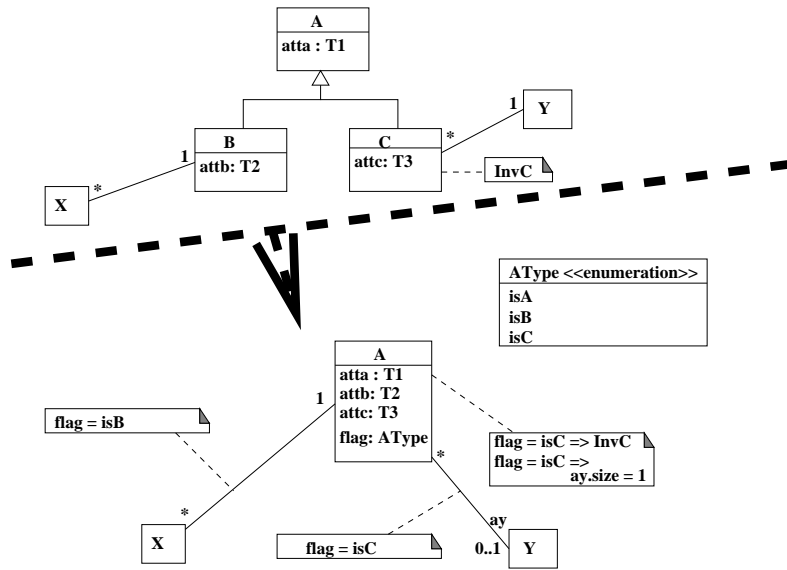 A
atta : T1
1
Y
*
B
C
1
attb: T2
attc: T3
InvC
*
X
AType <<enumeration>>
isA
isB
isC
A
atta : T1
attb: T2
attc: T3
flag: AType
1
flag = isB
flag = isC => InvC
flag = isC =>
ay.size = 1
*
*
ay
X
flag = isC
0..1
Y